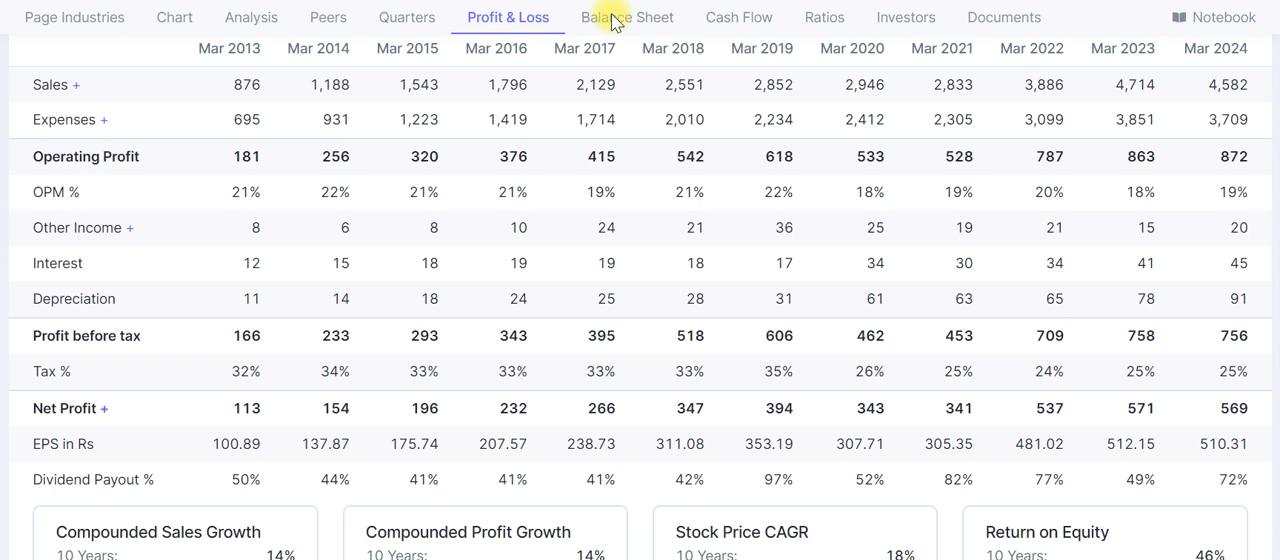 Page Industries Chart Analysis Peers Quarters Profit & Loss Balance Sheet Cash Flow Ratios Investors Documents Notebook
Mar 2013 Mar 2014 Mar 2015 Mar 2016 Mar 2017 Mar 2018 Mar 2019 Mar 2020 Mar 2021 Mar 2022 Mar 2023 Mar 2024
Sales + 876 1,188 1,543 1,796 2,129 2,551 2,852 2,946 2,833 3,886 4,714 4,582
Expenses + 695 931 1,223 1,419 1,714 2,010 2,234 2,412 2,305 3,099 3,851 3,709
Operating Profit 181 256 320 376 415 542 618 533 528 787 863 872
OPM % 21% 22% 21% 21% 19% 21% 22% 18% 19% 20% 18% 19%
Other Income + 8 6 8 10 24 21 36 25 19 21 15 20
Interest 12 15 18 19 19 18 17 34 30 34 41 45
Depreciation 11 14 18 24 25 28 31 61 63 65 78 91
Profit before tax 166 233 293 343 395 518 606 462 453 709 758 756
Tax % 32% 34% 33% 33% 33% 33% 35% 26% 25% 24% 25% 25%
Net Profit + 113 154 196 232 266 347 394 343 341 537 571 569
EPS in Rs 100.89 137.87 175.74 207.57 238.73 311.08 353.19 307.71 305.35 481.02 512.15 510.31
Dividend Payout % 50% 44% 41% 41% 41% 42% 97% 52% 82% 77% 49% 72%
Compounded Sales Growth Compounded Profit Growth Stock Price CAGR Return on Equity
10 Years: 14% 10 Years: 14% 10 Years: 18% 10 Years: 46%